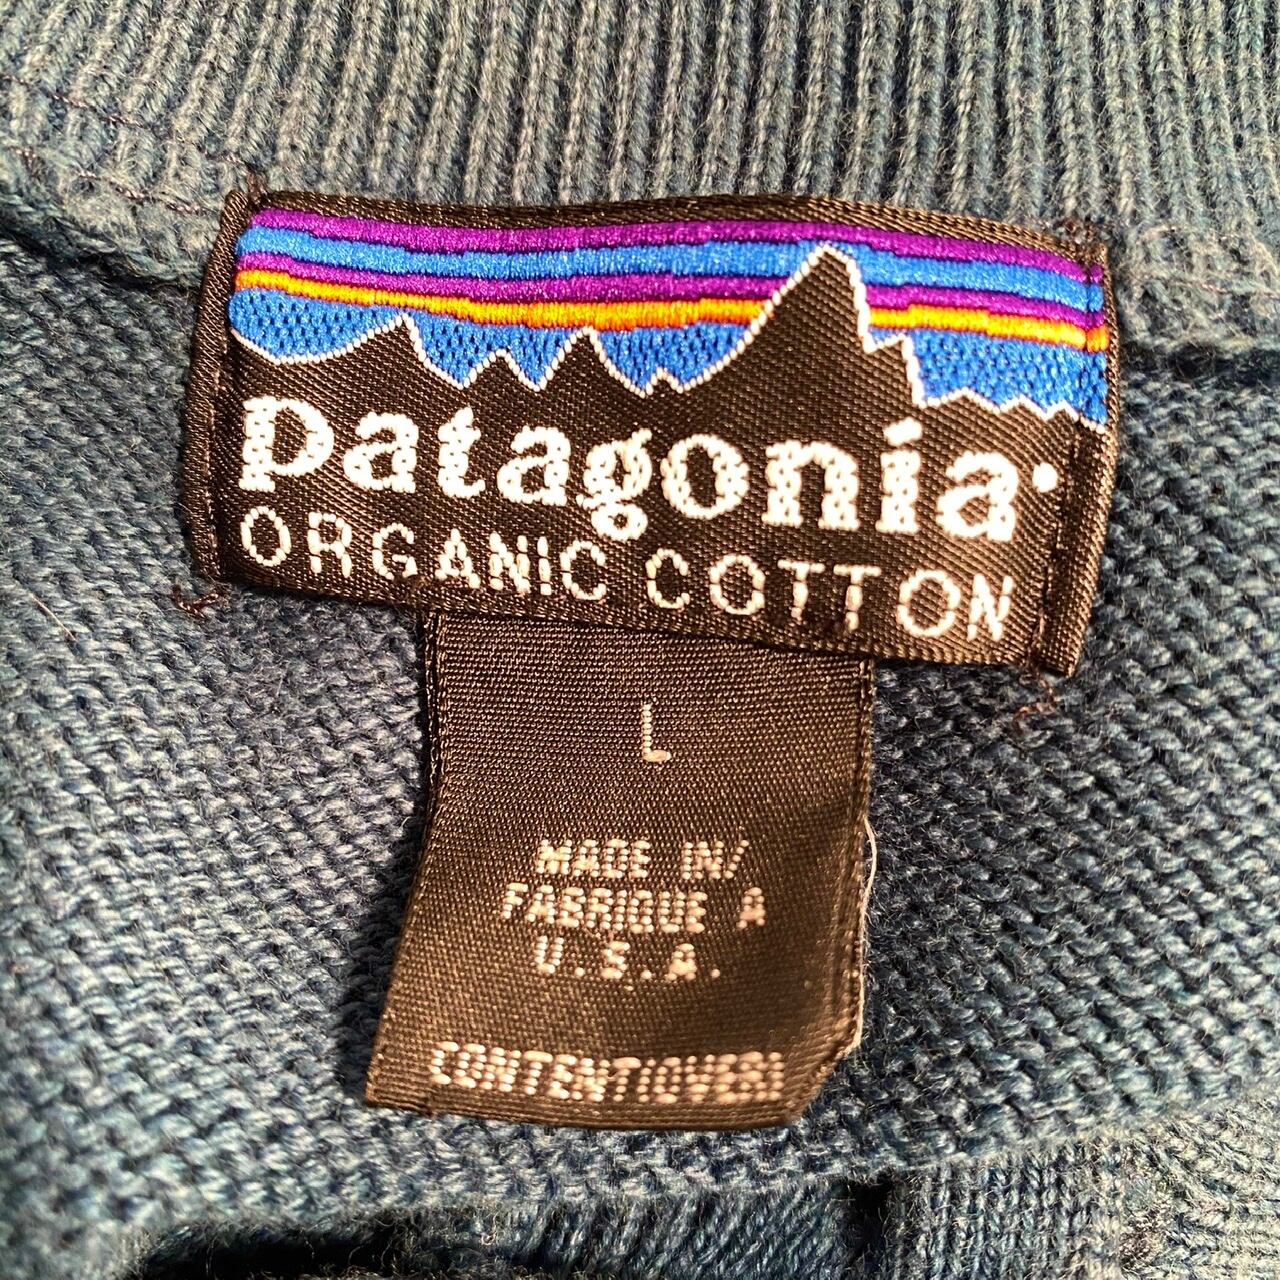 patagonia
ORGANIC COTTON
L
MADE IN/
FABRIQUE A
U.S.A.
CONTENT(OVER)